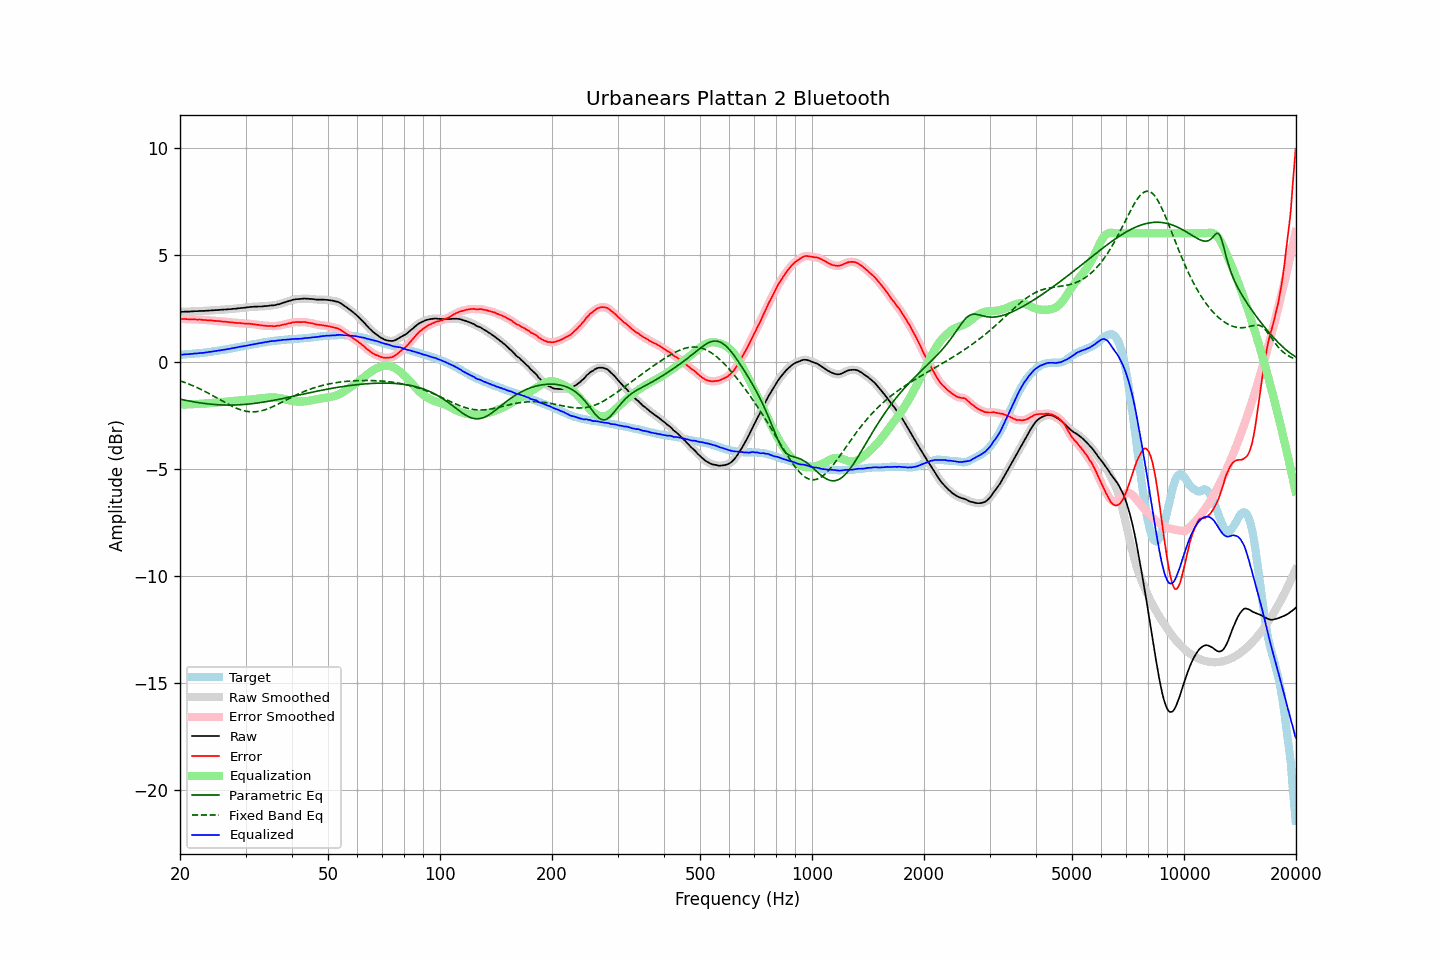 Urbanears Plattan 2 Bluetooth
Amplitude (dBr)
10
5
0
−5
−10
−15
−20
Target
Raw Smoothed
Error Smoothed
Raw
Error
Equalization
Parametric Eq
Fixed Band Eq
Equalized
20 50 100 200 500 1000 2000 5000 10000 20000
Frequency (Hz)